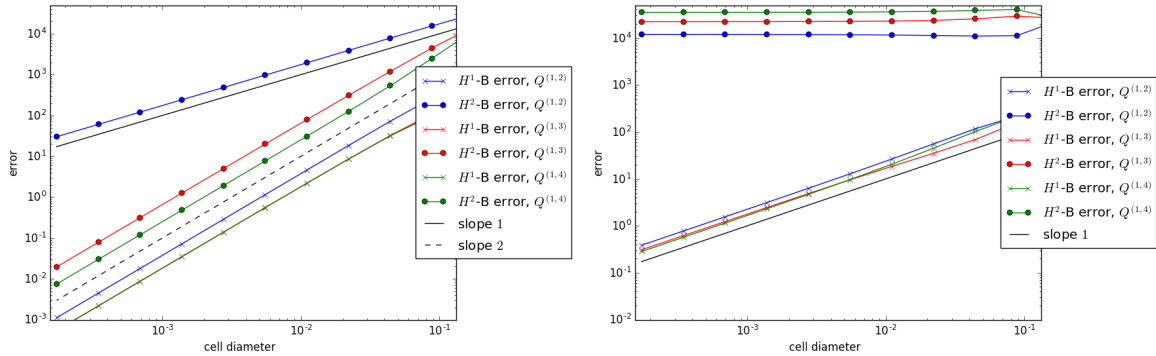 10^4
10^3
10^2
10^1
10^0
10^-1
10^-2
10^-3
error
10^-3
10^-2
10^-1
cell diameter
H^1-B error, Q^(1,2)
H^2-B error, Q^(1,2)
H^1-B error, Q^(1,3)
H^2-B error, Q^(1,3)
H^1-B error, Q^(1,4)
H^2-B error, Q^(1,4)
slope 1
slope 2
10^4
10^3
10^2
10^1
10^0
10^-1
10^-2
error
10^-3
10^-2
10^-1
cell diameter
H^1-B error, Q^(1,2)
H^2-B error, Q^(1,2)
H^1-B error, Q^(1,3)
H^2-B error, Q^(1,3)
H^1-B error, Q^(1,4)
H^2-B error, Q^(1,4)
slope 1